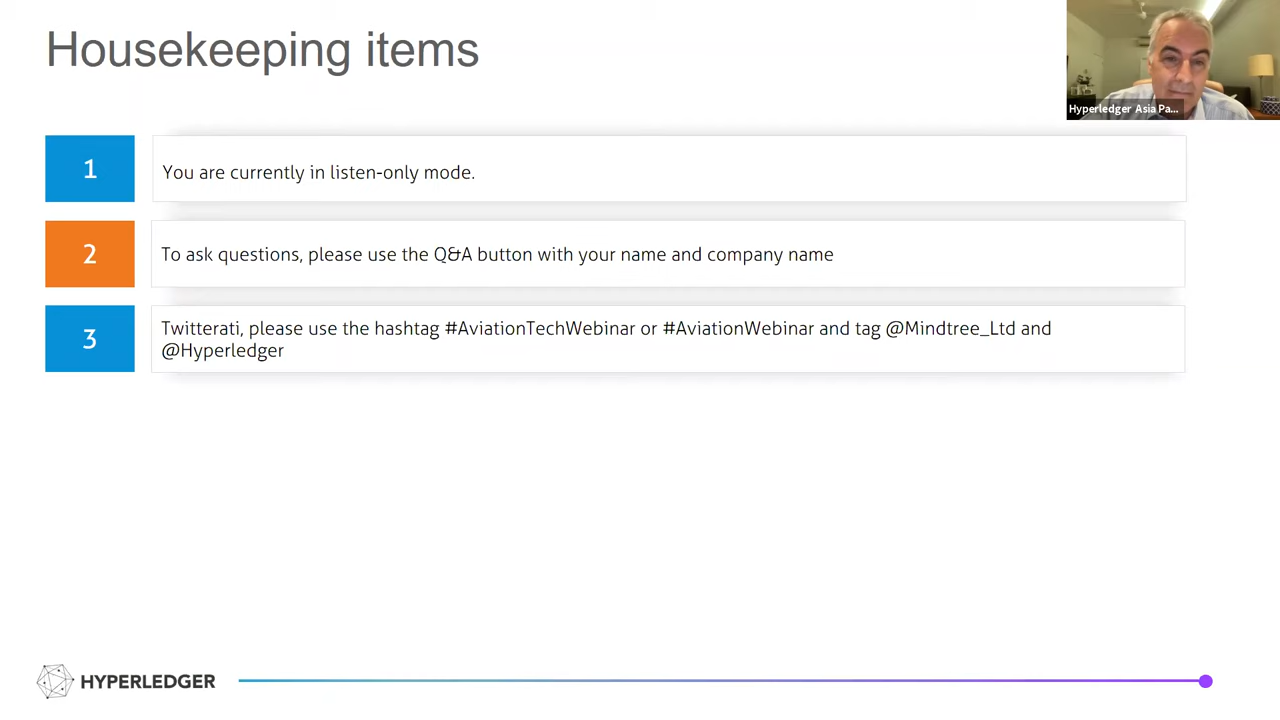 Housekeeping items
Hyperledger Asia Pa...
1
You are currently in listen-only mode.
2
To ask questions, please use the Q&A button with your name and company name
3
Twitterati, please use the hashtag #AviationTechWebinar or #AviationWebinar and tag @Mindtree_Ltd and
@Hyperledger
HYPERLEDGER